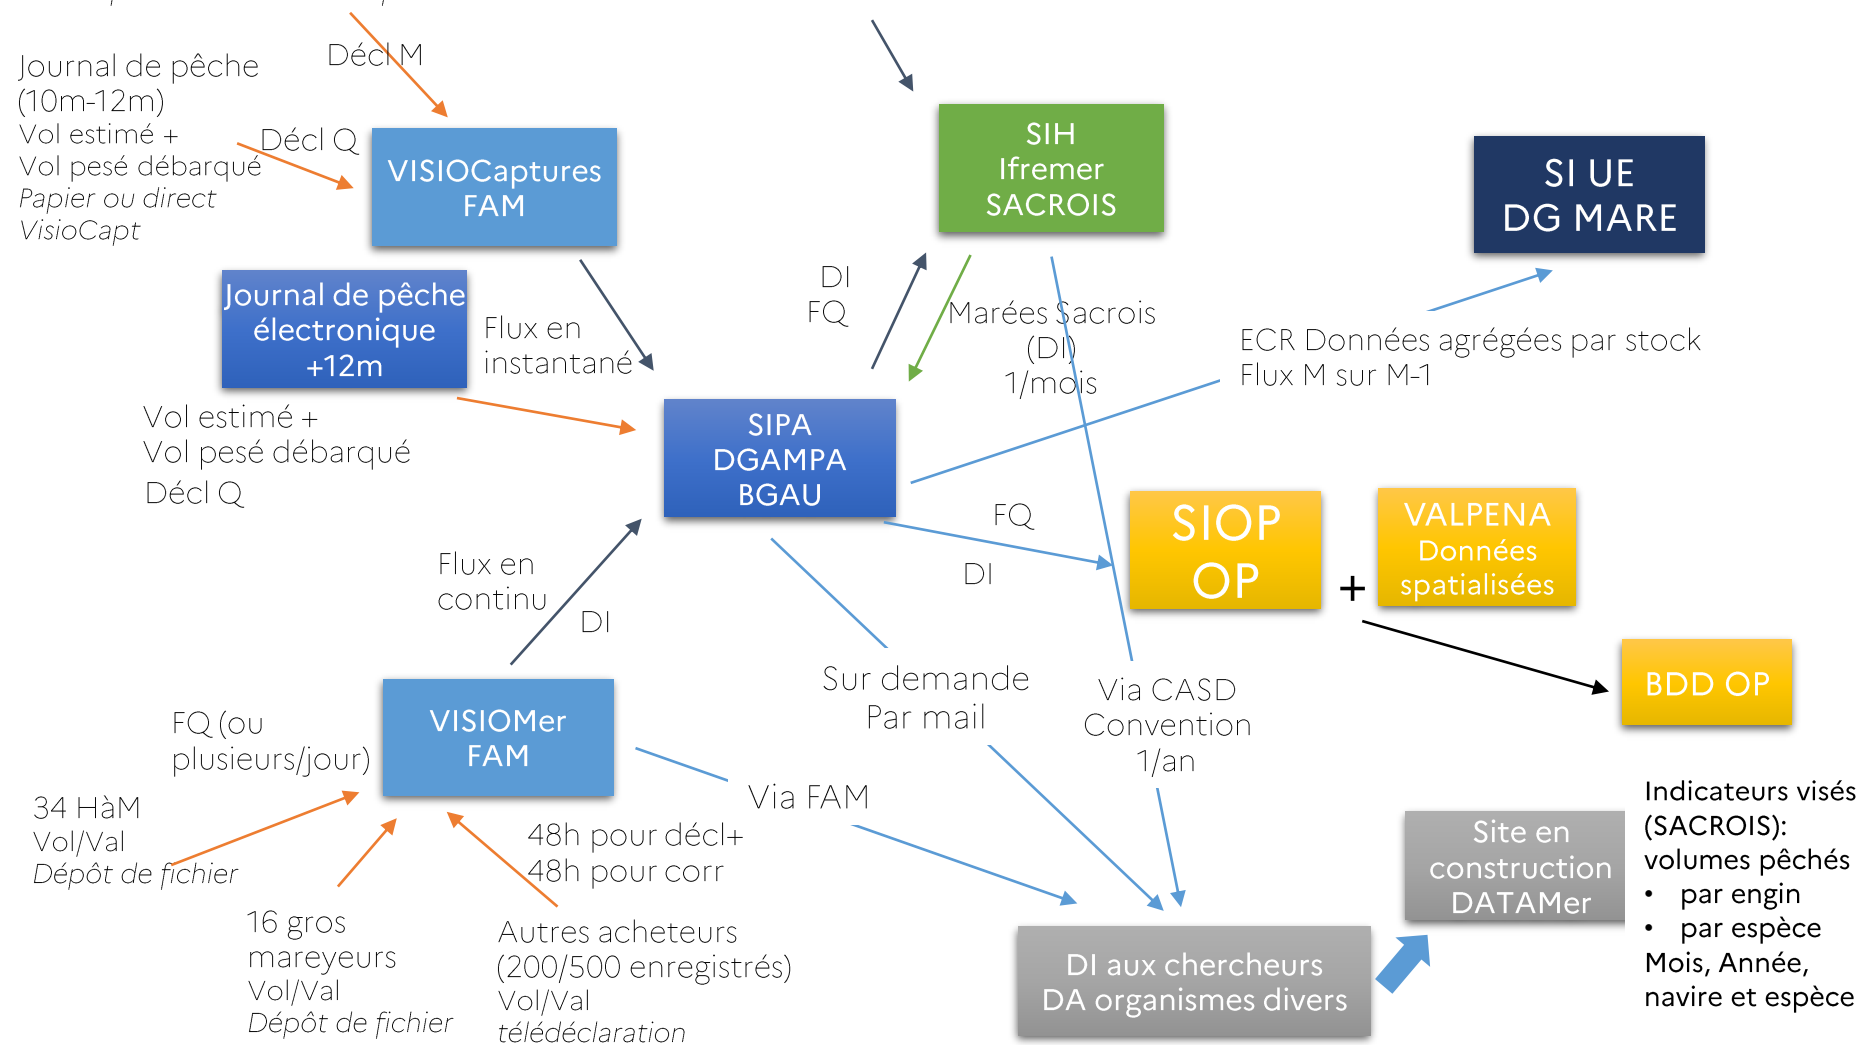 Décl M
Journal de pêche
(10m-12m)
Vol estimé +
Vol pesé débarqué
Papier ou direct
VisioCapt
Décl Q
VISIOCaptures
FAM
SIH
Ifremer
SACROIS
SI UE
DG MARE
Journal de pêche
électronique
+12m
Flux en
instantané
DI
FQ
Marées Sacrois
(DI)
1/mois
ECR Données agrégées par stock
Flux M sur M-1
Vol estimé +
Vol pesé débarqué
Décl Q
SIPA
DGAMPA
BGAU
FQ
DI
SIOP
OP
+
VALPENA
Données
spatialisées
BDD OP
Flux en
continu
DI
Sur demande
Par mail
Via CASD
Convention
1/an
FQ (ou
plusieurs/jour)
VISIOMer
FAM
Via FAM
34 HàM
Vol/Val
Dépôt de fichier
48h pour décl+
48h pour corr
16 gros
mareyeurs
Vol/Val
Dépôt de fichier
Autres acheteurs
(200/500 enregistrés)
Vol/Val
télédéclaration
DI aux chercheurs
DA organismes divers
Site en
construction
DATAMer
Indicateurs visés
(SACROIS):
volumes pêchés
• par engin
• par espèce
Mois, Année,
navire et espèce